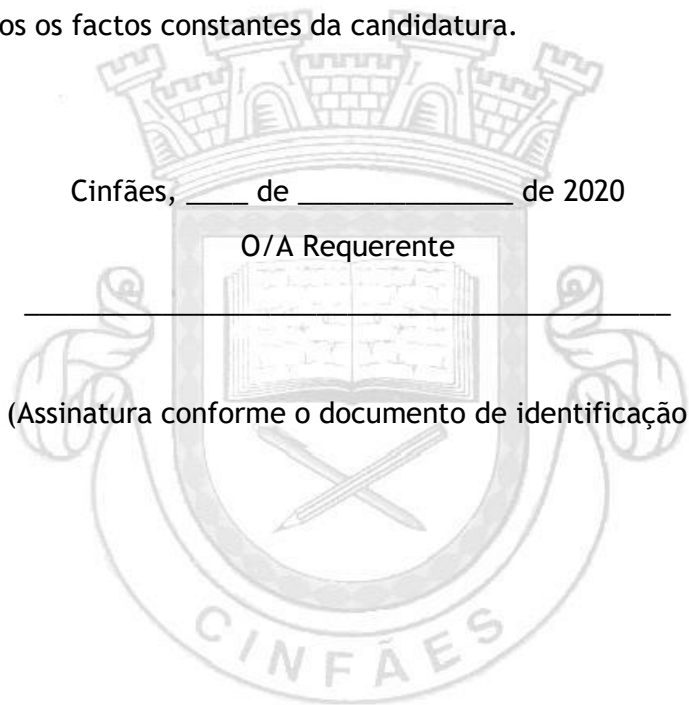 os os factos constantes da candidatura.
Cinfães, ____ de ______________ de 2020
O/A Requerente
__________________________________________
(Assinatura conforme o documento de identificação
CINFÃES